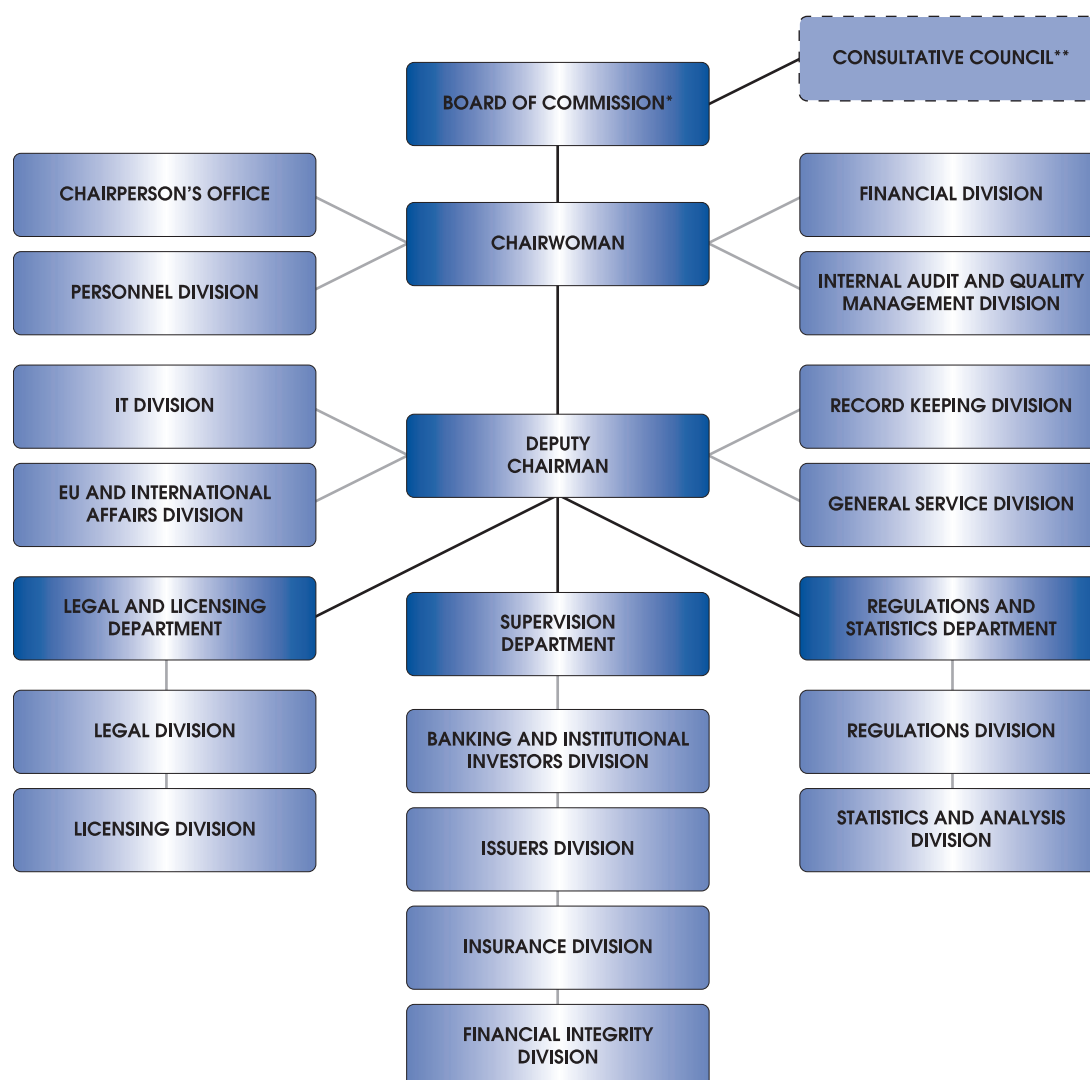 CONSULTATIVE COUNCIL**
BOARD OF COMMISSION*
CHAIRPERSON'S OFFICE
FINANCIAL DIVISION
CHAIRWOMAN
PERSONNEL DIVISION
INTERNAL AUDIT AND QUALITY
MANAGEMENT DIVISION
IT DIVISION
RECORD KEEPING DIVISION
DEPUTY
CHAIRMAN
EU AND INTERNATIONAL
AFFAIRS DIVISION
GENERAL SERVICE DIVISION
LEGAL AND LICENSING
DEPARTMENT
SUPERVISION
DEPARTMENT
REGULATIONS AND
STATISTICS DEPARTMENT
LEGAL DIVISION
BANKING AND INSTITUTIONAL
INVESTORS DIVISION
REGULATIONS DIVISION
LICENSING DIVISION
ISSUERS DIVISION
STATISTICS AND ANALYSIS
DIVISION
INSURANCE DIVISION
FINANCIAL INTEGRITY
DIVISION